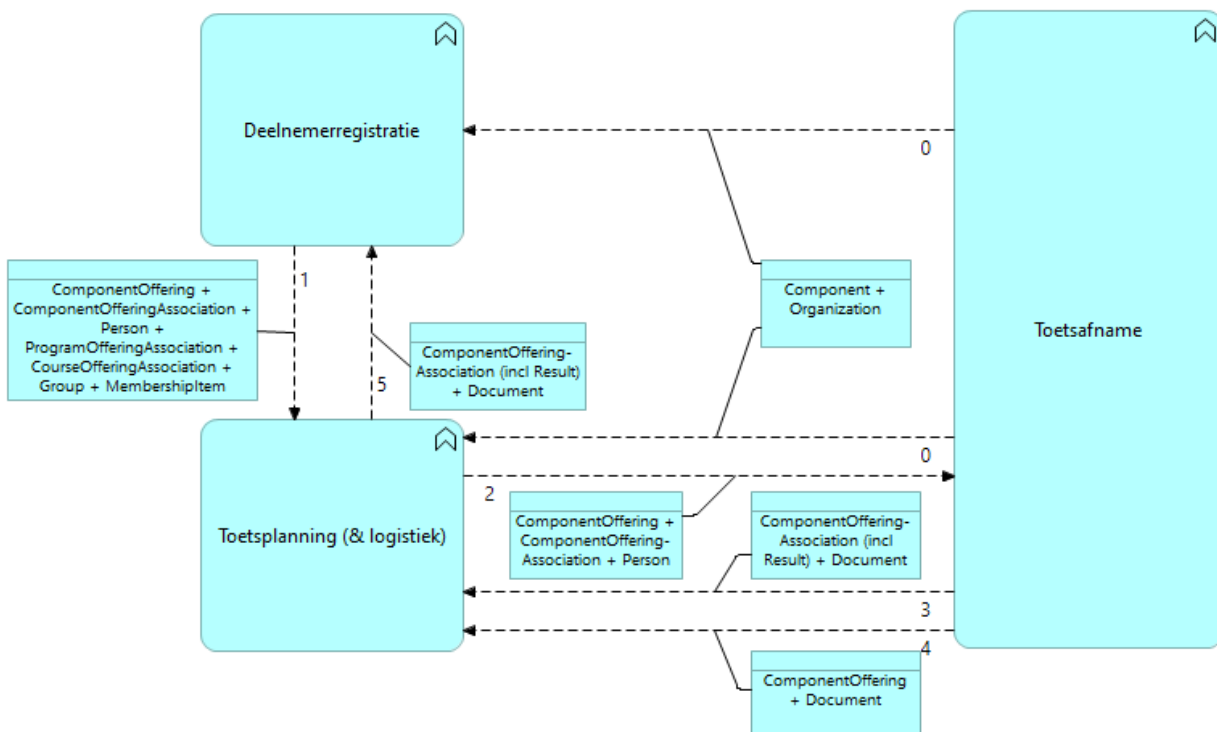 Deelnemerregistratie
0
1
ComponentOffering +
ComponentOfferingAssociation +
Person +
ProgramOfferingAssociation +
CourseOfferingAssociation +
Group + MembershipItem
Component +
Organization
Toetsafname
ComponentOffering-
Association (incl Result)
+ Document
5
0
2
Toetsplanning (& logistiek)
ComponentOffering +
ComponentOffering-
Association + Person
ComponentOffering-
Association (incl
Result) + Document
3
4
ComponentOffering
+ Document